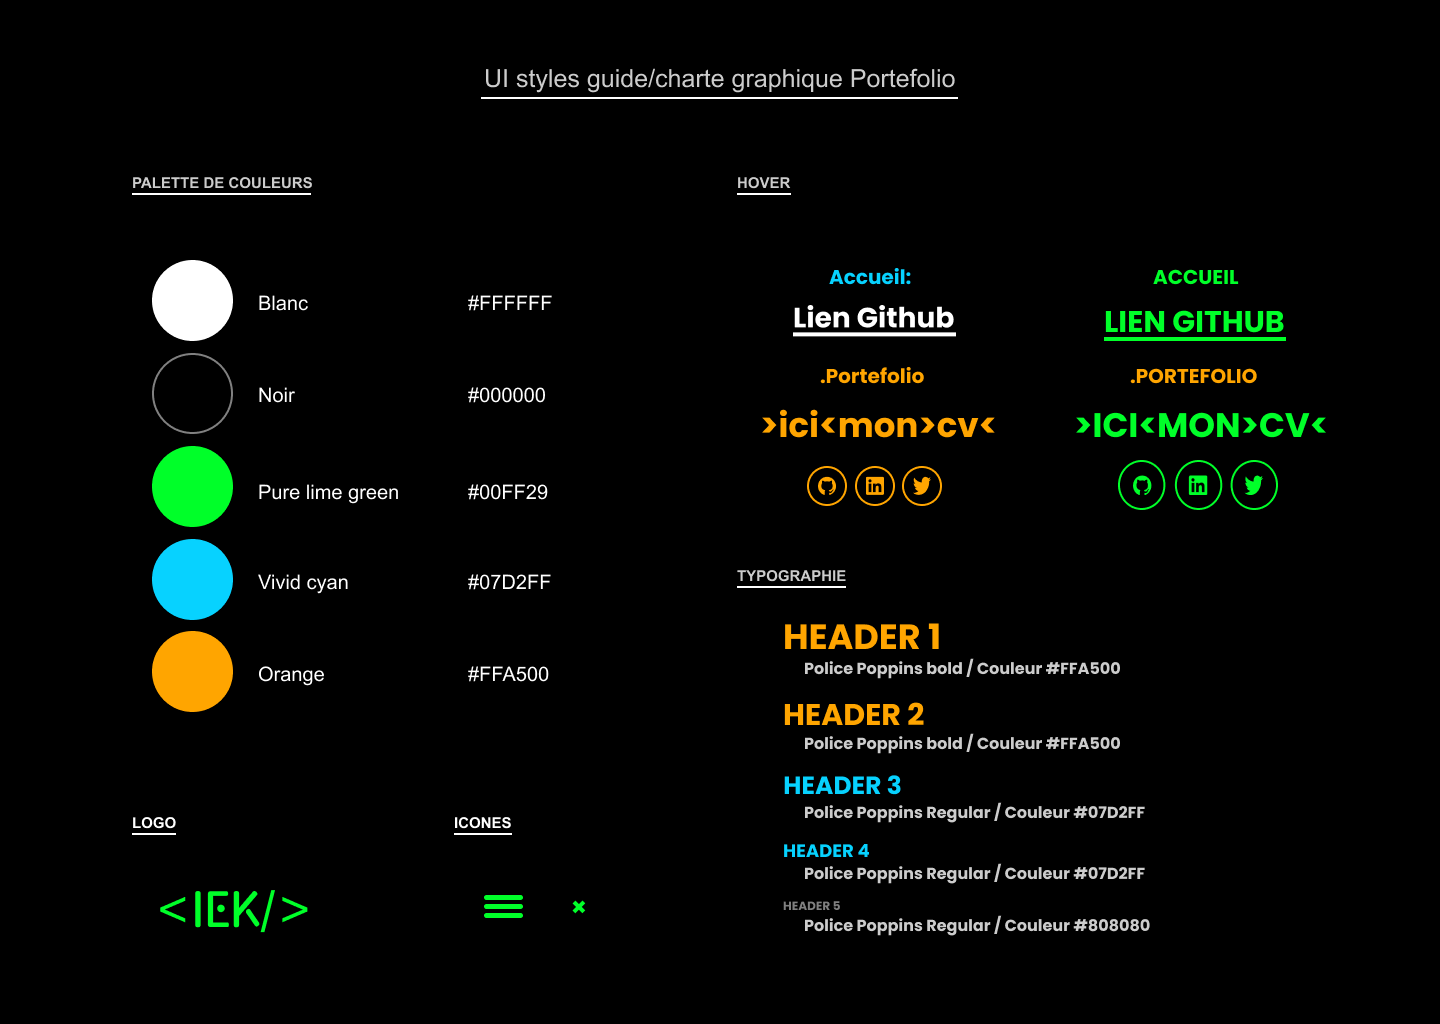 UI styles guide/charte graphique Portefolio
PALETTE DE COULEURS
Blanc #FFFFFF
Noir #000000
Pure lime green #00FF29
Vivid cyan #07D2FF
Orange #FFA500
LOGO
<IEK/>
ICONES
HOVER
Accueil: ACCUEIL
Lien Github LIEN GITHUB
.Portefolio .PORTEFOLIO
>ici<mon>cv< >ICI<MON>CV<
TYPOGRAPHIE
HEADER 1
Police Poppins bold / Couleur #FFA500
HEADER 2
Police Poppins bold / Couleur #FFA500
HEADER 3
Police Poppins Regular / Couleur #07D2FF
HEADER 4
Police Poppins Regular / Couleur #07D2FF
HEADER 5
Police Poppins Regular / Couleur #808080